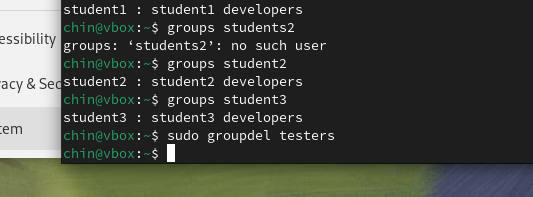 student1 : student1 developers
chin@vbox:~$ groups students2
groups: ‘students2’: no such user
chin@vbox:~$ groups student2
student2 : student2 developers
chin@vbox:~$ groups student3
student3 : student3 developers
chin@vbox:~$ sudo groupdel testers
chin@vbox:~$
essibility
vacy & Sec
tem